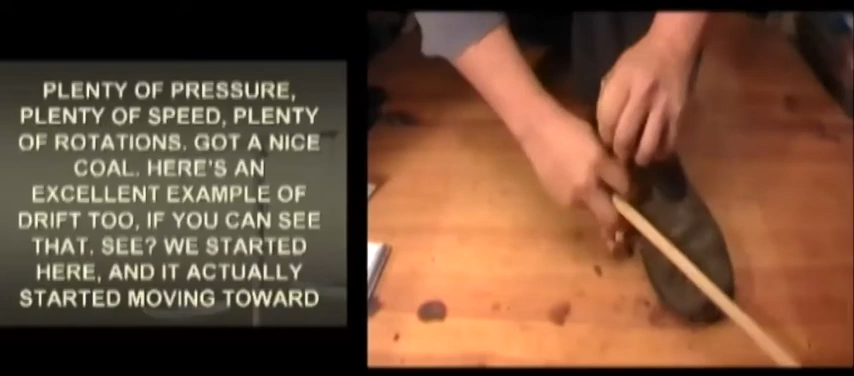 PLENTY OF PRESSURE,
PLENTY OF SPEED, PLENTY
OF ROTATIONS. GOT A NICE
COAL. HERE'S AN
EXCELLENT EXAMPLE OF
DRIFT TOO, IF YOU CAN SEE
THAT. SEE? WE STARTED
HERE, AND IT ACTUALLY
STARTED MOVING TOWARD